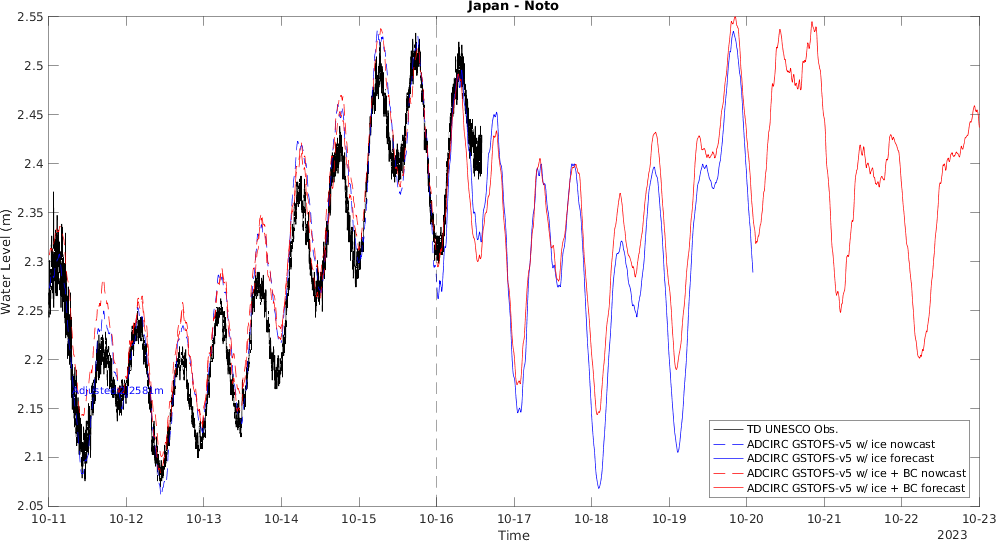 Japan - Noto
2.55
2.5
2.45
2.4
2.35
2.3
2.25
2.2
2.15
2.1
2.05
Water Level (m)
TD UNESCO Obs.
ADCIRC GSTOFS-v5 w/ ice nowcast
ADCIRC GSTOFS-v5 w/ ice forecast
ADCIRC GSTOFS-v5 w/ ice + BC nowcast
ADCIRC GSTOFS-v5 w/ ice + BC forecast
10-11 10-12 10-13 10-14 10-15 10-16 10-17 10-18 10-19 10-20 10-21 10-22 10-23
Time
2023